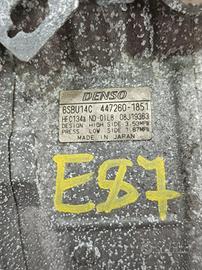 DENSO
6SBU14C 447260-1851
HFC134a ND-OIL8 08J19363
DESIGN HIGH SIDE 3.53MPa
PRESS. LOW SIDE 1.67MPa
MADE IN JAPAN
E87